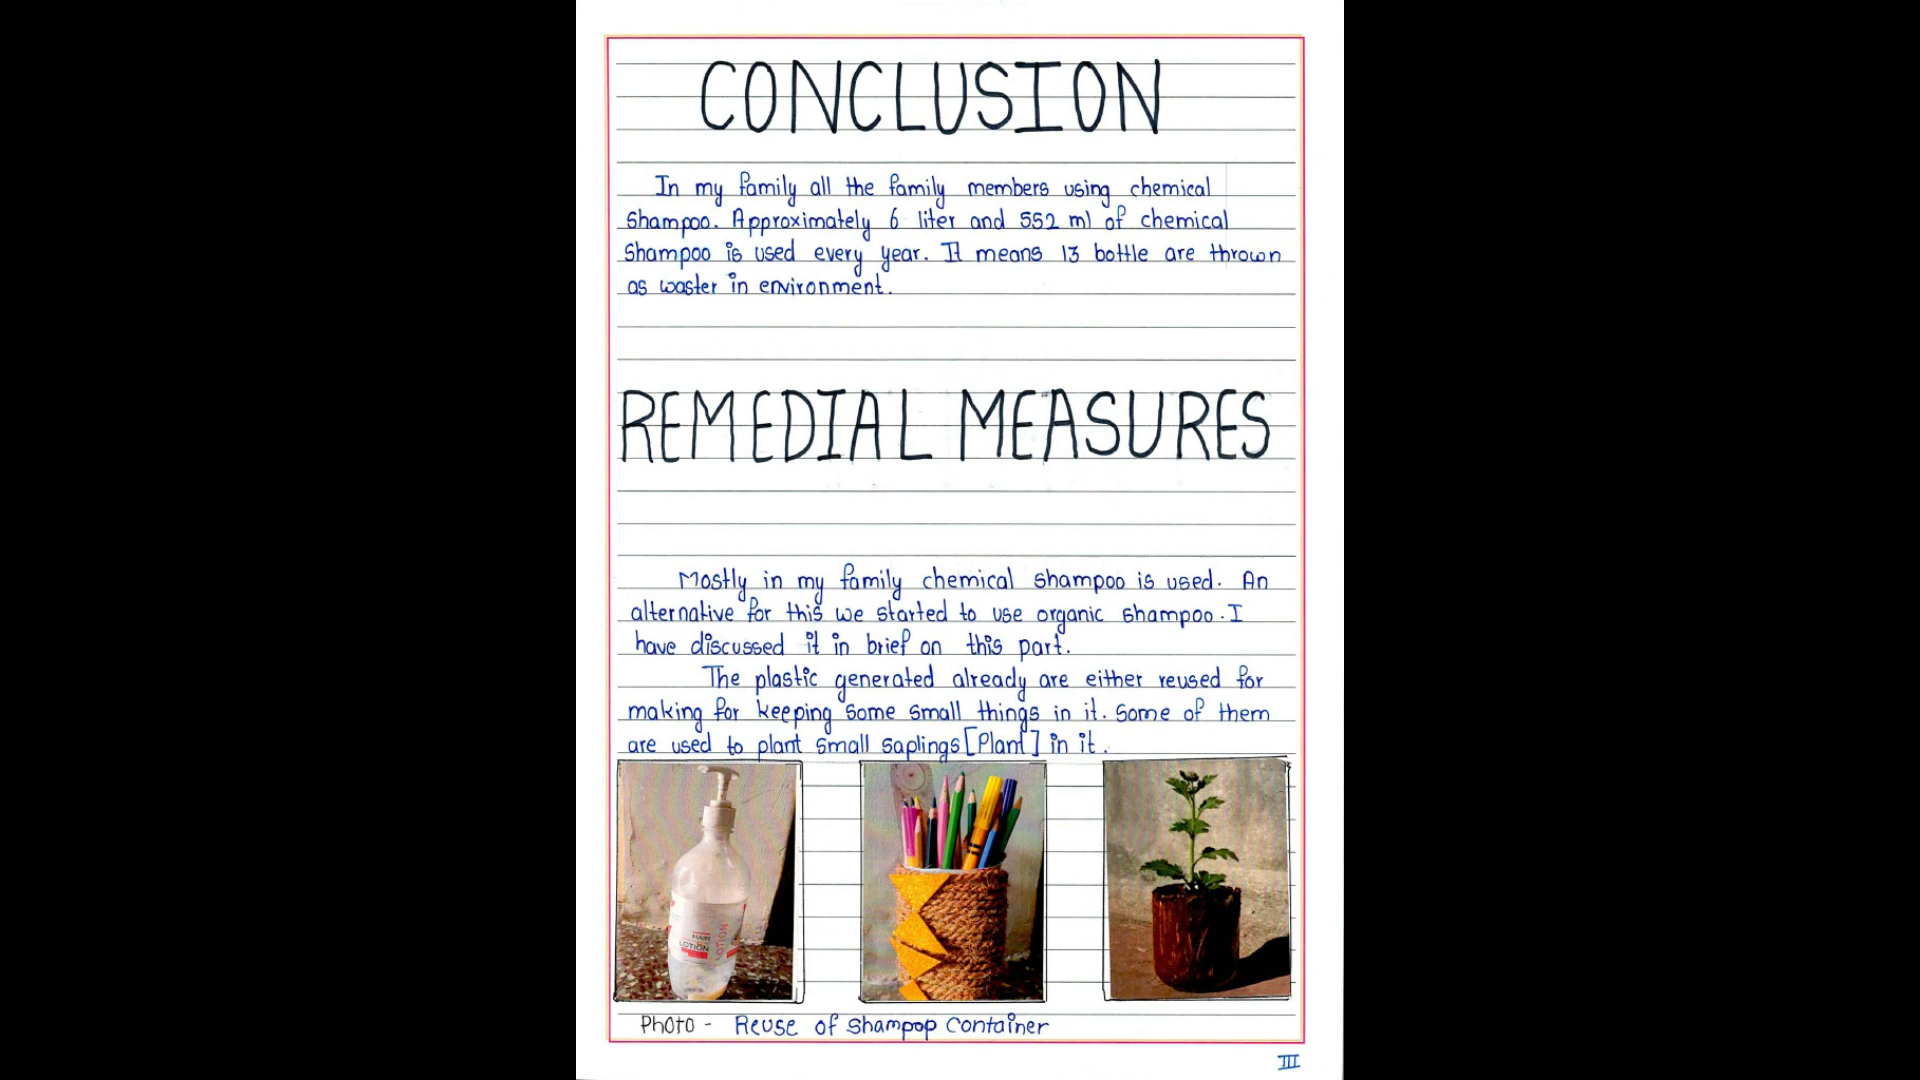 CONCLUSION
In my family all the family members using chemical
shampoo. Approximately 6 liter and 552 ml of chemical
Shampoo is used every year. It means 13 bottle are thrown
as waster in environment.
REMEDIAL MEASURES
Mostly in my family chemical shampoo is used. An
alternative for this we started to use organic shampoo. I
have discussed it in brief on this part.
The plastic generated already are either reused for
making for keeping some small things in it. Some of them
are used to plant small saplings [Plant] in it.
HAIR
LOTION
LOTION
Photo - Reuse of Shampop Container
III